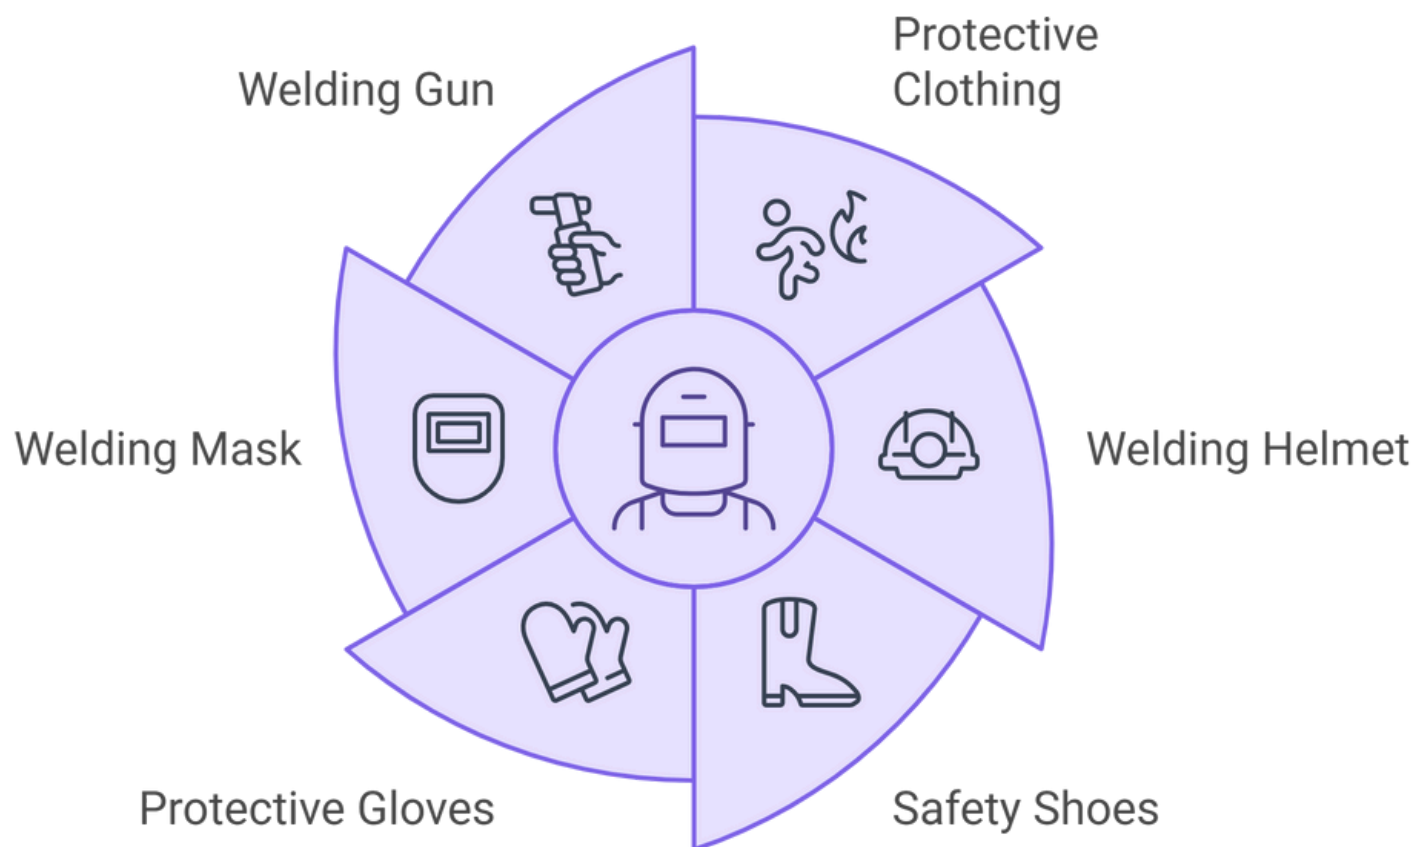 Protective
Clothing
Welding Gun
Welding Mask
Welding Helmet
Protective Gloves
Safety Shoes